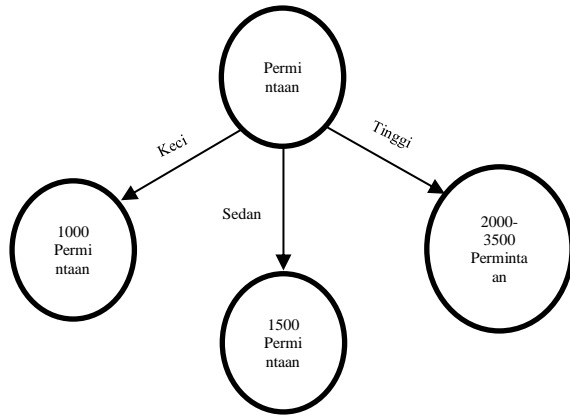 Permi
ntaan
Keci
Tinggi
Sedan
1000
Permi
ntaan
2000-
3500
Perminta
an
1500
Permi
ntaan